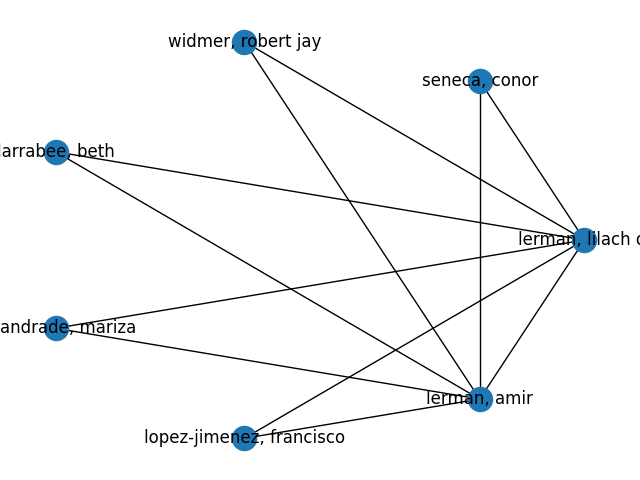 widmer, robert jay
seneca, conor
larrabee, beth
lerman, lilach
andrade, mariza
lerman, amir
lopez-jimenez, francisco